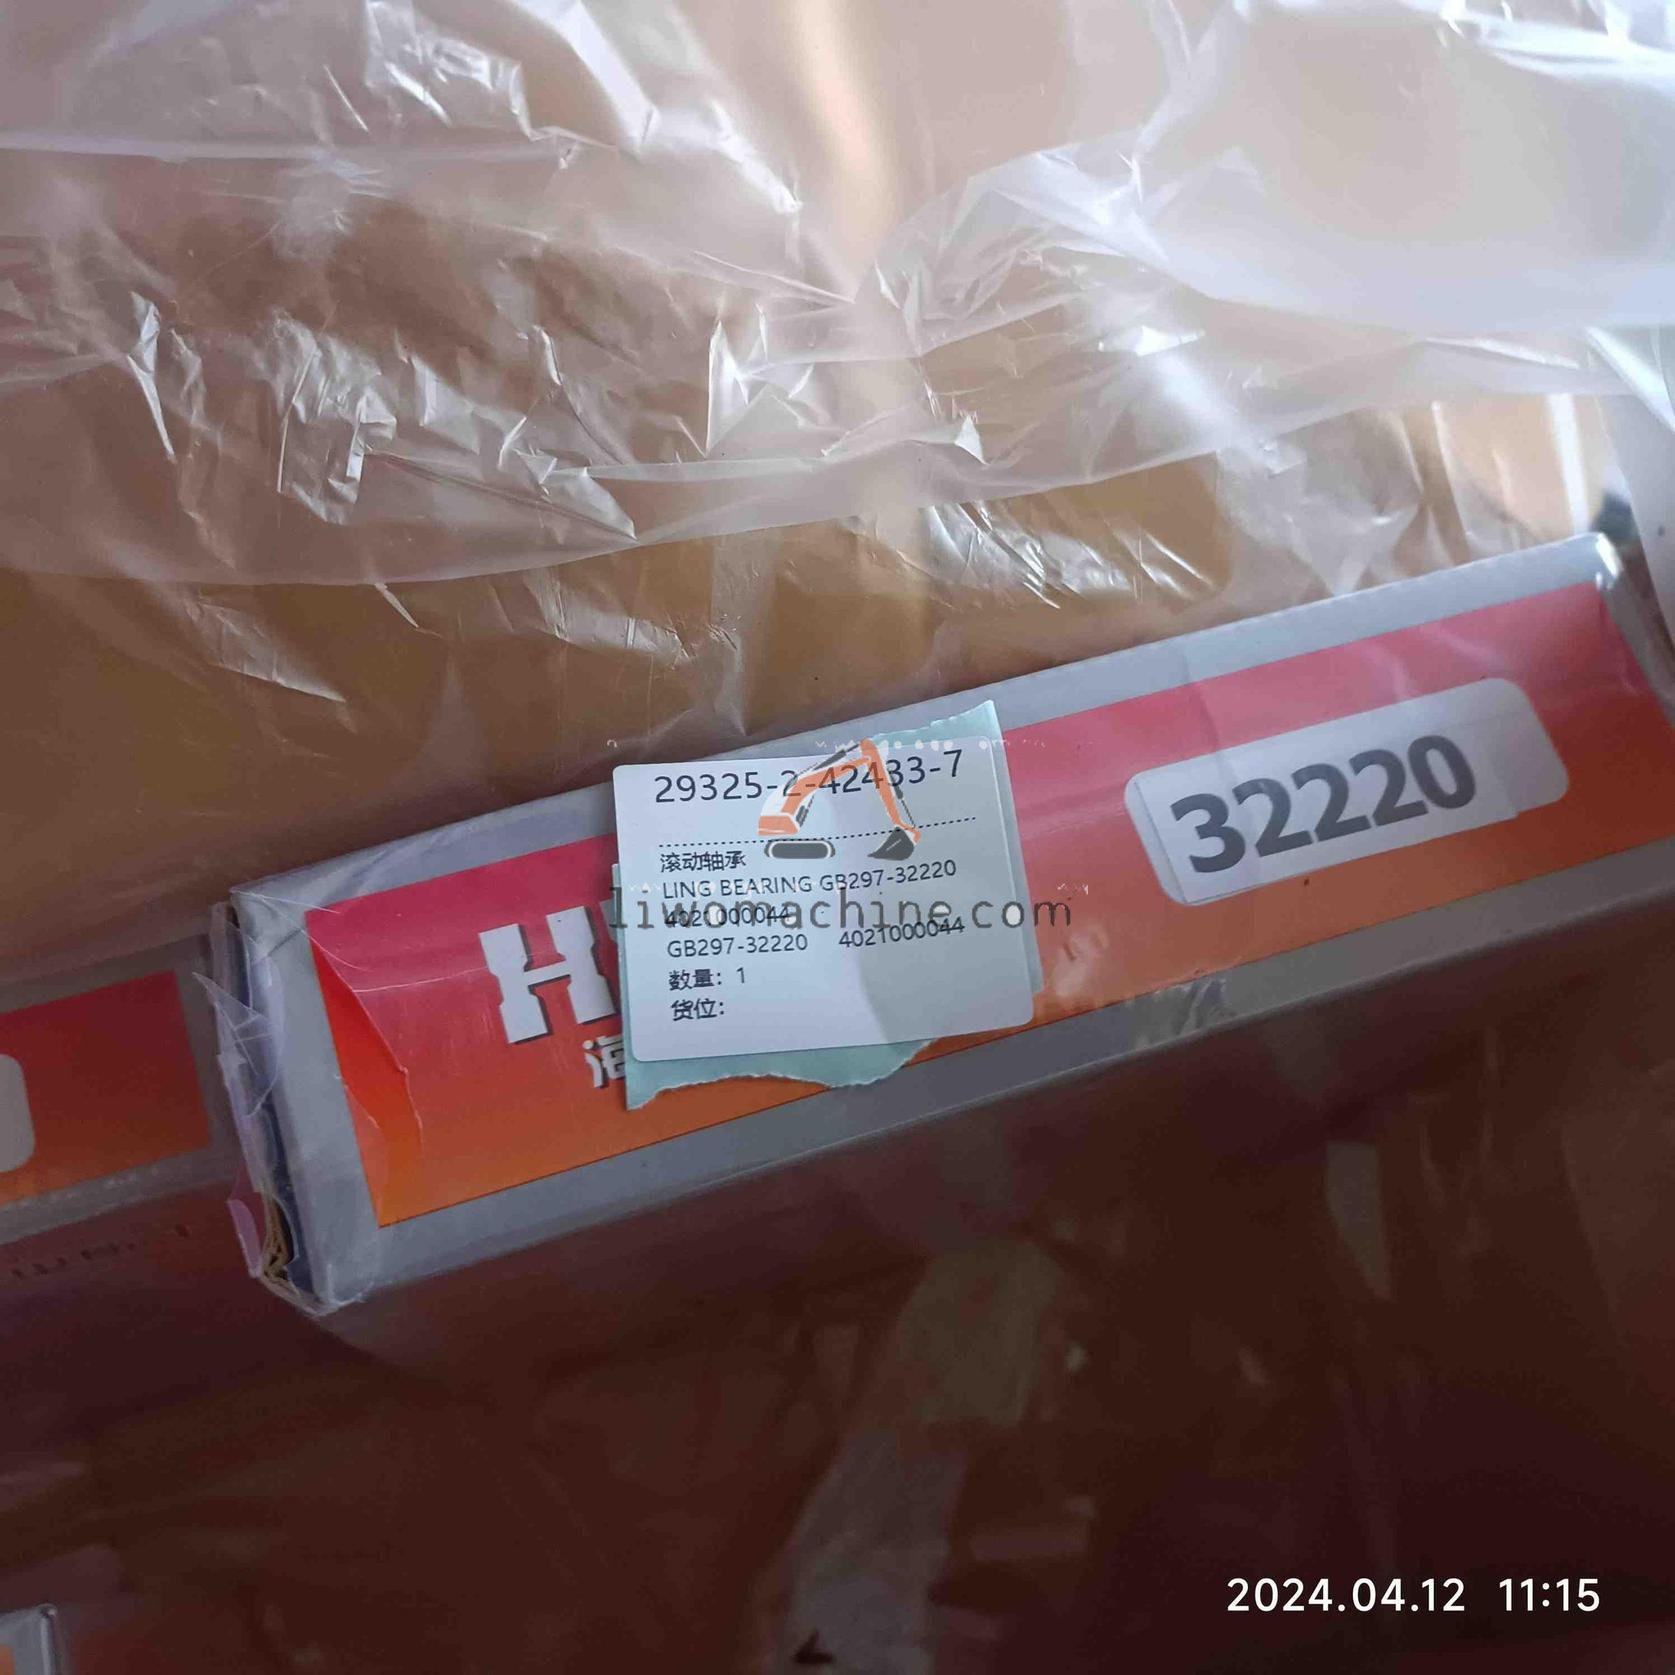 29325-2-42433-7
滚动轴承
LING BEARING GB297-32220
4021000044
GB297-32220 4021000044
数量：1
货位：
32220
H
海
liwomachine.com
2024.04.12 11:15